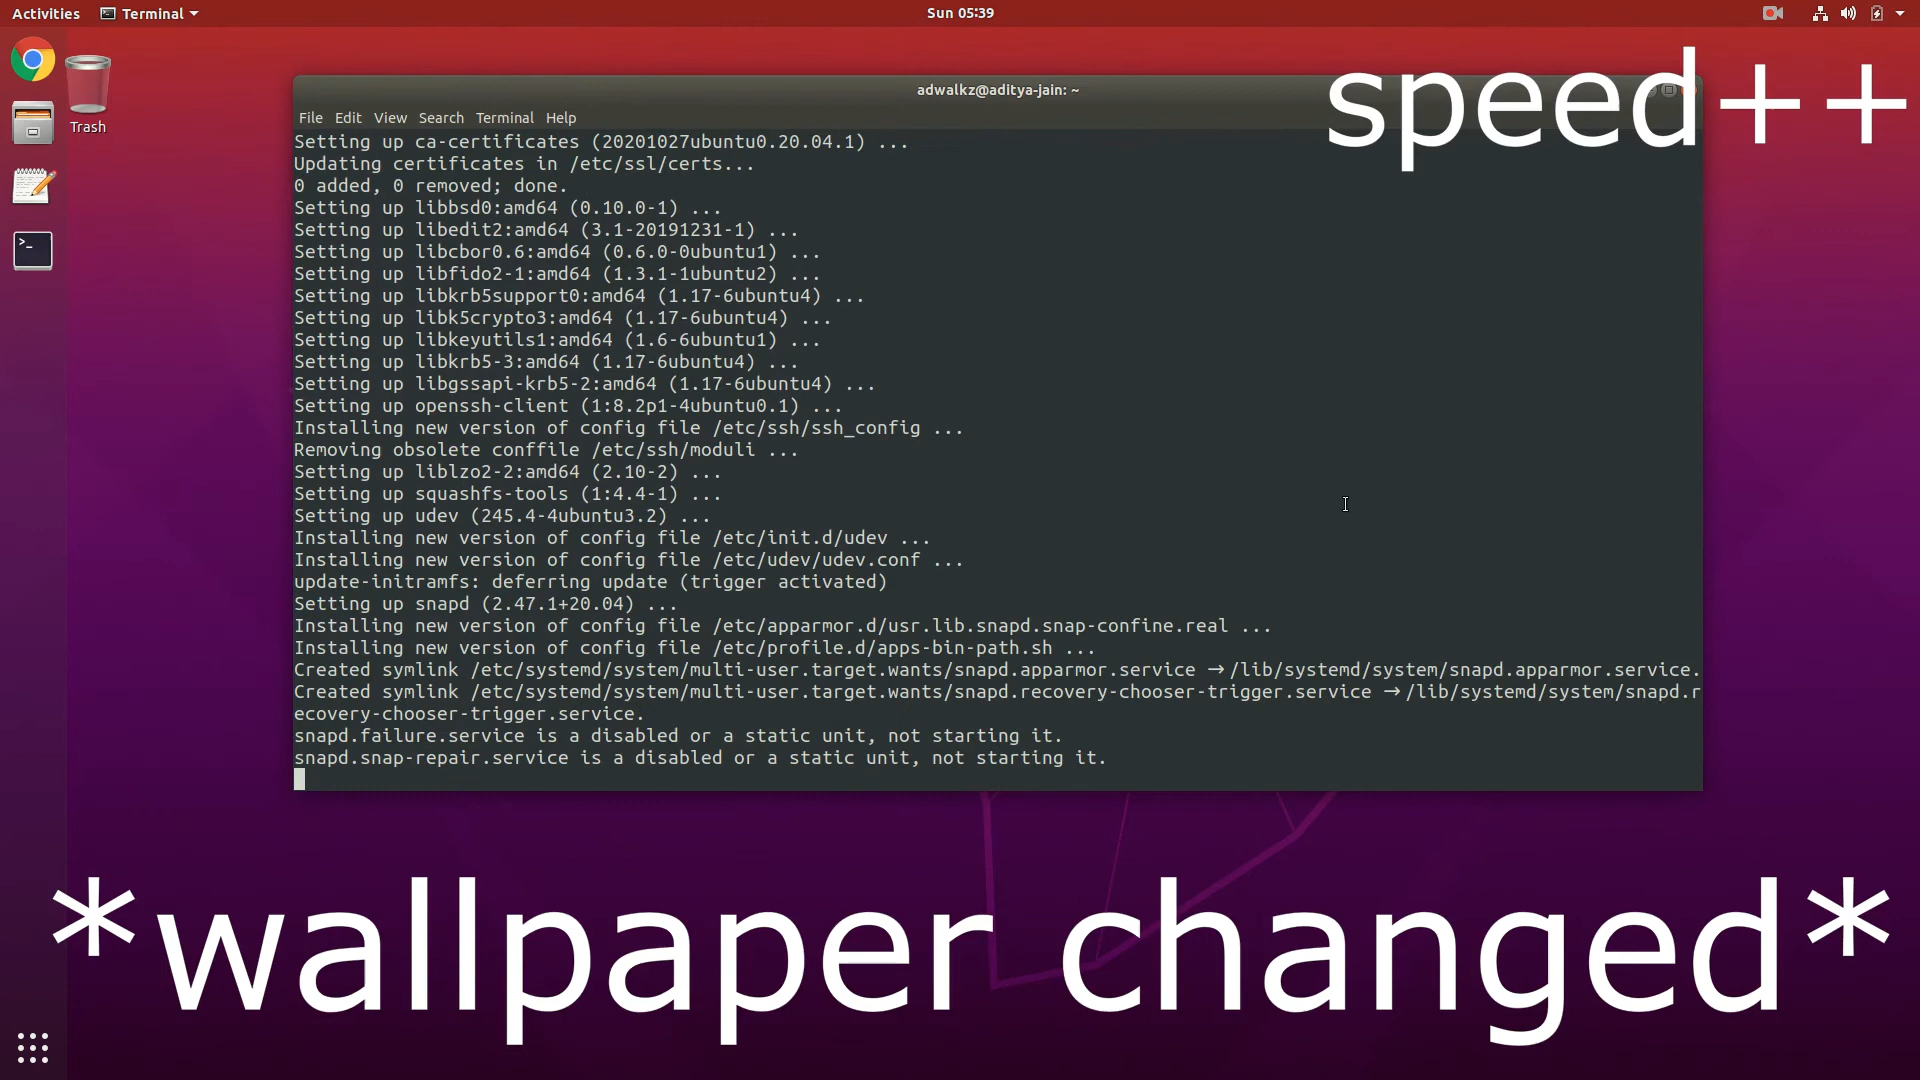 Activities Terminal Sun 05:39
Trash
speed++
adwalkz@aditya-jain: ~
File Edit View Search Terminal Help
Setting up ca-certificates (20201027ubuntu0.20.04.1) ...
Updating certificates in /etc/ssl/certs...
0 added, 0 removed; done.
Setting up libbsd0:amd64 (0.10.0-1) ...
Setting up libedit2:amd64 (3.1-20191231-1) ...
Setting up libcbor0.6:amd64 (0.6.0-0ubuntu1) ...
Setting up libfido2-1:amd64 (1.3.1-1ubuntu2) ...
Setting up libkrb5support0:amd64 (1.17-6ubuntu4) ...
Setting up libk5crypto3:amd64 (1.17-6ubuntu4) ...
Setting up libkeyutils1:amd64 (1.6-6ubuntu1) ...
Setting up libkrb5-3:amd64 (1.17-6ubuntu4) ...
Setting up libgssapi-krb5-2:amd64 (1.17-6ubuntu4) ...
Setting up openssh-client (1:8.2p1-4ubuntu0.1) ...
Installing new version of config file /etc/ssh/ssh_config ...
Removing obsolete conffile /etc/ssh/moduli ...
Setting up liblzo2-2:amd64 (2.10-2) ...
Setting up squashfs-tools (1:4.4-1) ...
Setting up udev (245.4-4ubuntu3.2) ...
Installing new version of config file /etc/init.d/udev ...
Installing new version of config file /etc/udev/udev.conf ...
update-initramfs: deferring update (trigger activated)
Setting up snapd (2.47.1+20.04) ...
Installing new version of config file /etc/apparmor.d/usr.lib.snapd.snap-confine.real ...
Installing new version of config file /etc/profile.d/apps-bin-path.sh ...
Created symlink /etc/systemd/system/multi-user.target.wants/snapd.apparmor.service → /lib/systemd/system/snapd.apparmor.service.
Created symlink /etc/systemd/system/multi-user.target.wants/snapd.recovery-chooser-trigger.service → /lib/systemd/system/snapd.r
ecovery-chooser-trigger.service.
snapd.failure.service is a disabled or a static unit, not starting it.
snapd.snap-repair.service is a disabled or a static unit, not starting it.
*wallpaper changed*